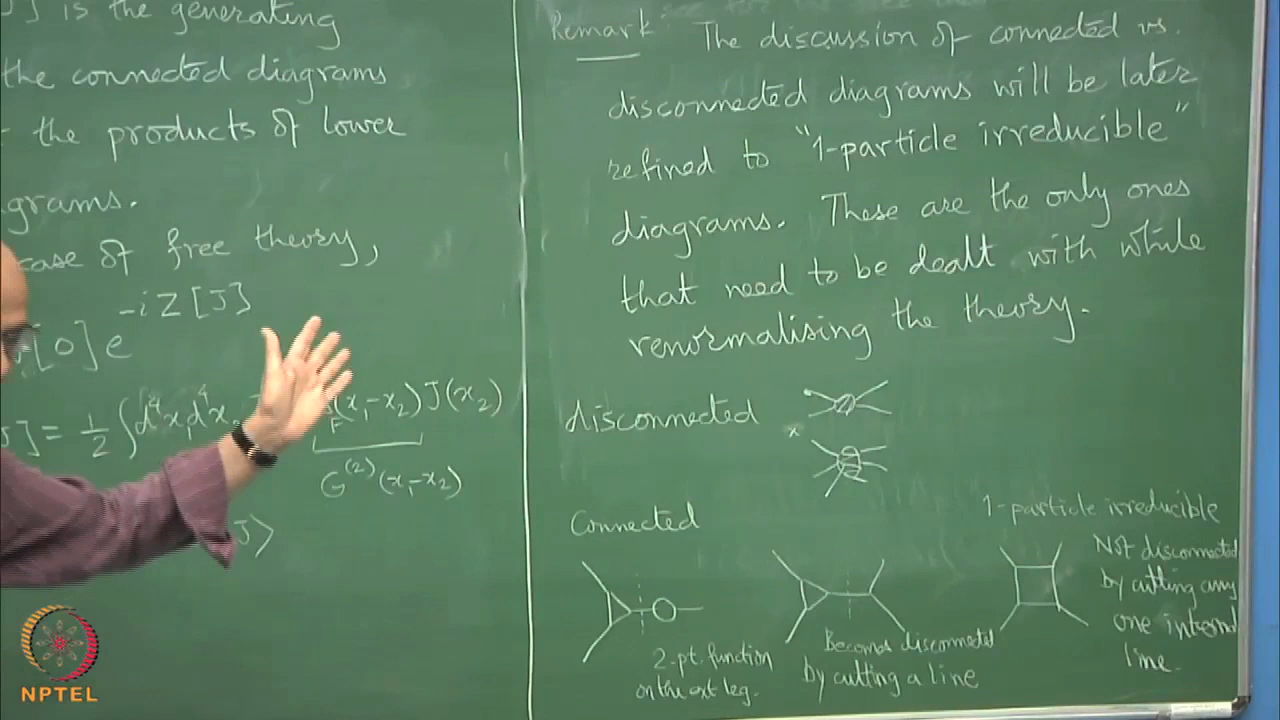 J] is the generating
the connected diagrams
the products of lower
grams.
case of free theory,
[0] e^{-iZ[J]}
J] = 1/2 ∫d⁴x₁d⁴x₂ (x₁-x₂) J(x₂)
G⁽²⁾(x₁-x₂)
J⟩
Remark: The discussion of connected vs.
disconnected diagrams will be later
refined to "1-particle irreducible"
diagrams. These are the only ones
that need to be dealt with while
renormalising the theory.
disconnected
x
Connected
2-pt. function
on the ext leg.
Becomes disconnected
by cutting a line
1-particle irreducible
Not disconnected
by cutting any
one internal
line.
NPTEL